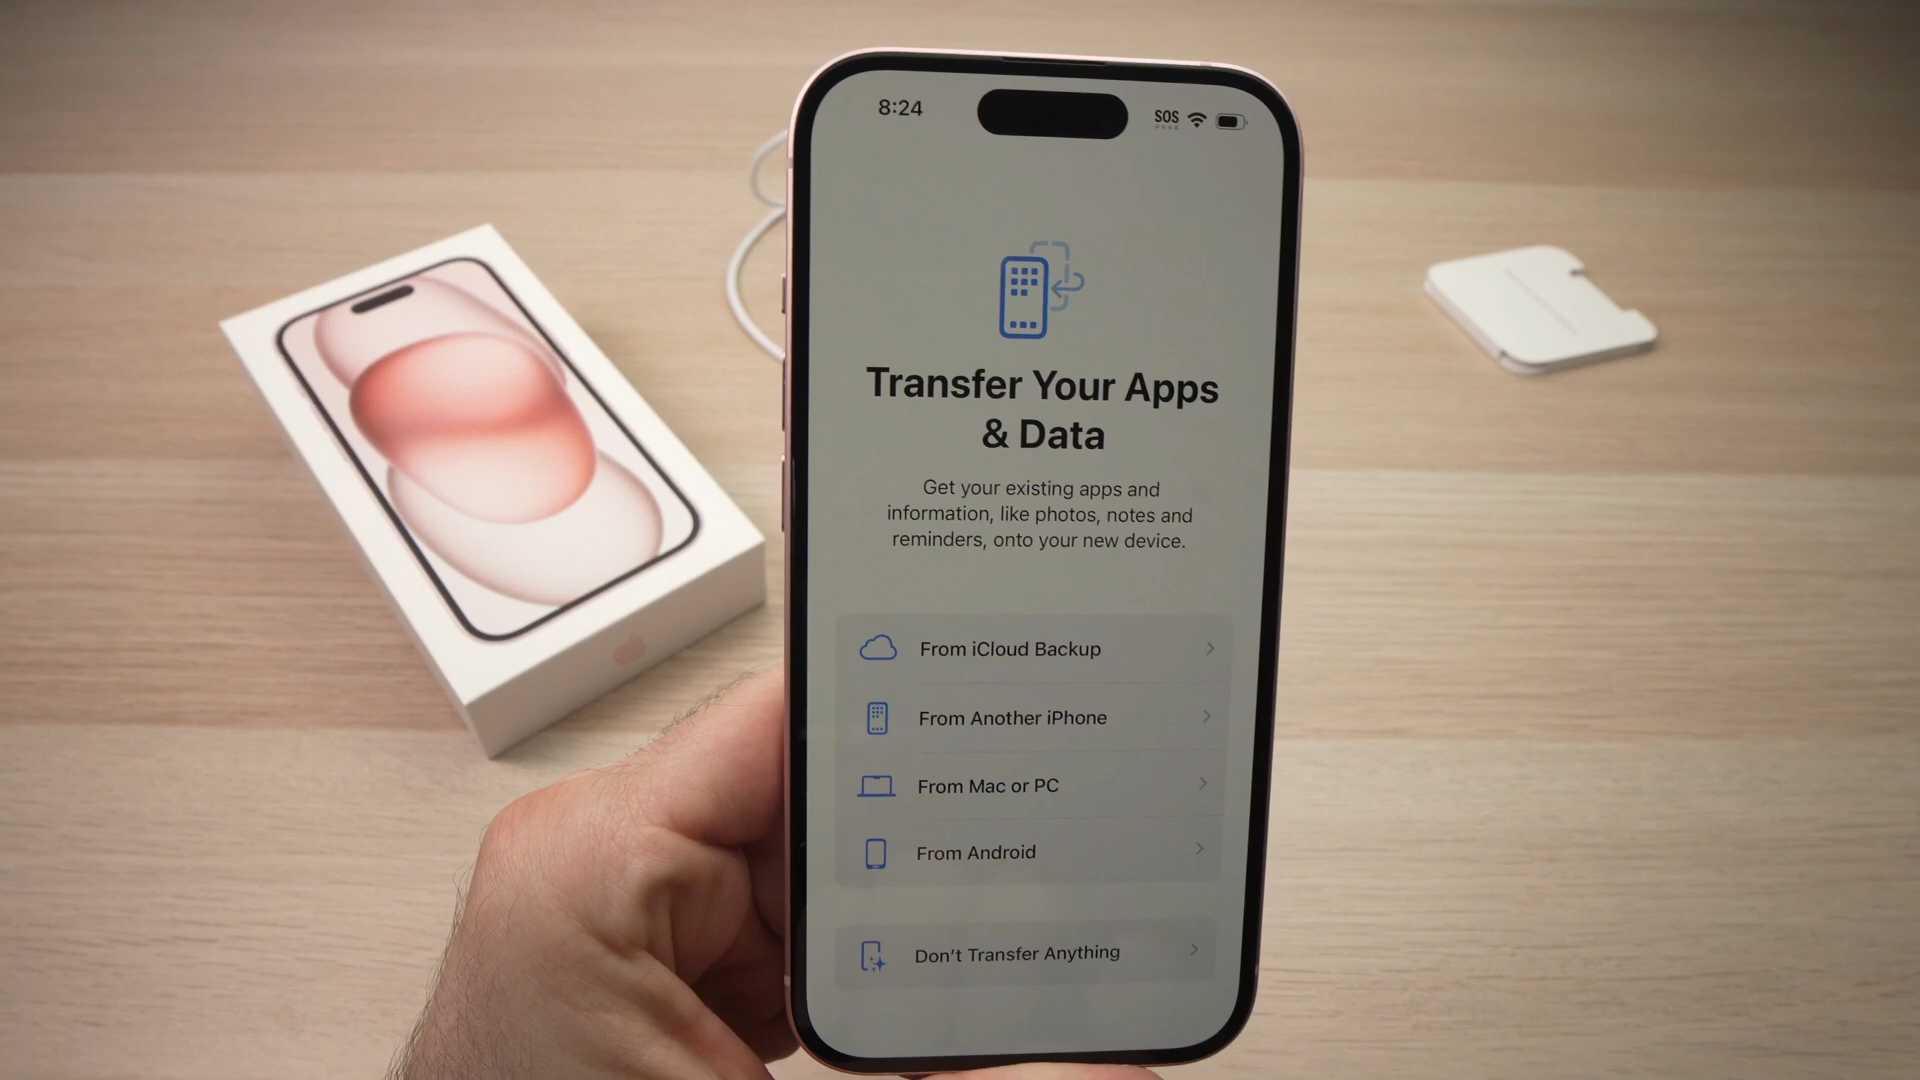 8:24
SOS
Transfer Your Apps
& Data
Get your existing apps and
information, like photos, notes and
reminders, onto your new device.
From iCloud Backup
From Another iPhone
From Mac or PC
From Android
Don't Transfer Anything